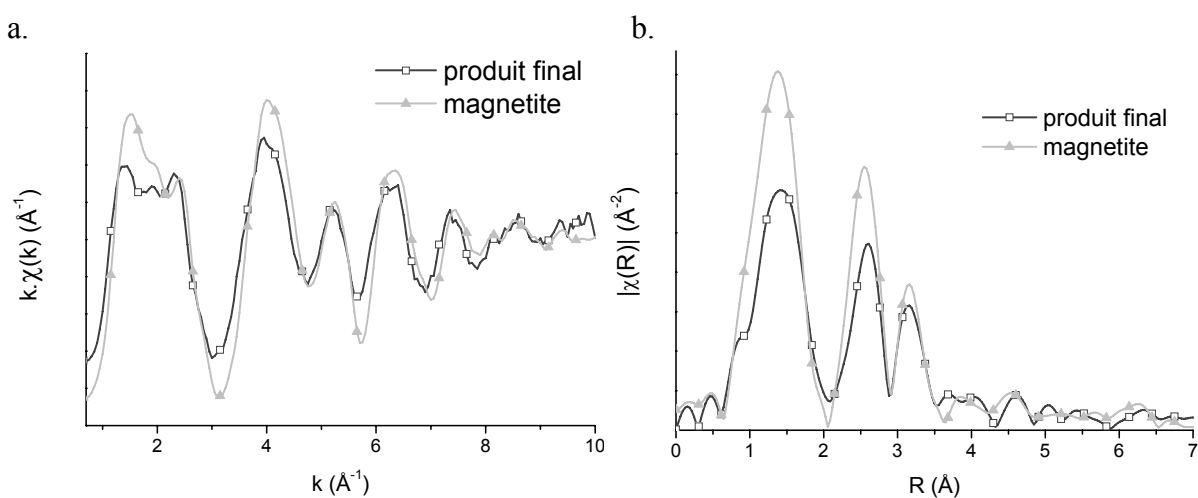 a.
produit final
magnetite
k.χ(k) (Å⁻¹)
2 4 6 8 10
k (Å⁻¹)
b.
produit final
magnetite
|χ(R)| (Å⁻²)
0 1 2 3 4 5 6 7
R (Å)